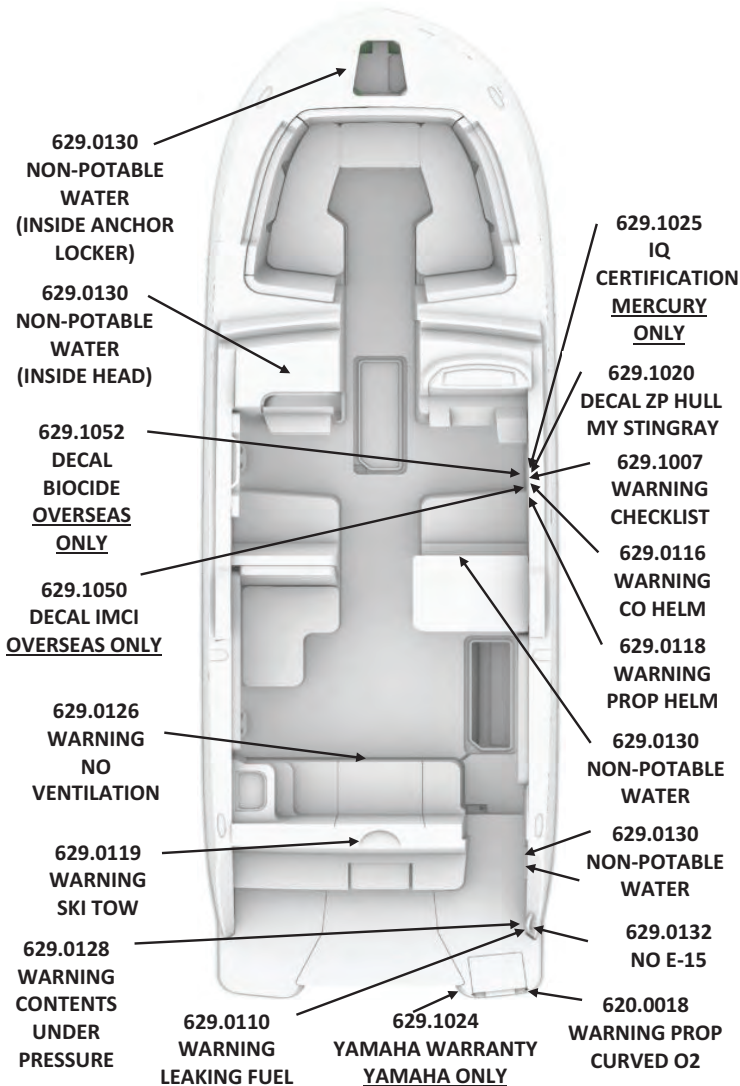 629.0130
NON-POTABLE
WATER
(INSIDE ANCHOR
LOCKER)
629.0130
NON-POTABLE
WATER
(INSIDE HEAD)
629.1052
DECAL
BIOCIDE
OVERSEAS
ONLY
629.1050
DECAL IMCI
OVERSEAS ONLY
629.0126
WARNING
NO
VENTILATION
629.0119
WARNING
SKI TOW
629.0128
WARNING
CONTENTS
UNDER
PRESSURE
629.0110
WARNING
LEAKING FUEL
629.1024
YAMAHA WARRANTY
YAMAHA ONLY
629.1025
IQ
CERTIFICATION
MERCURY
ONLY
629.1020
DECAL ZP HULL
MY STINGRAY
629.1007
WARNING
CHECKLIST
629.0116
WARNING
CO HELM
629.0118
WARNING
PROP HELM
629.0130
NON-POTABLE
WATER
629.0130
NON-POTABLE
WATER
629.0132
NO E-15
620.0018
WARNING PROP
CURVED O2